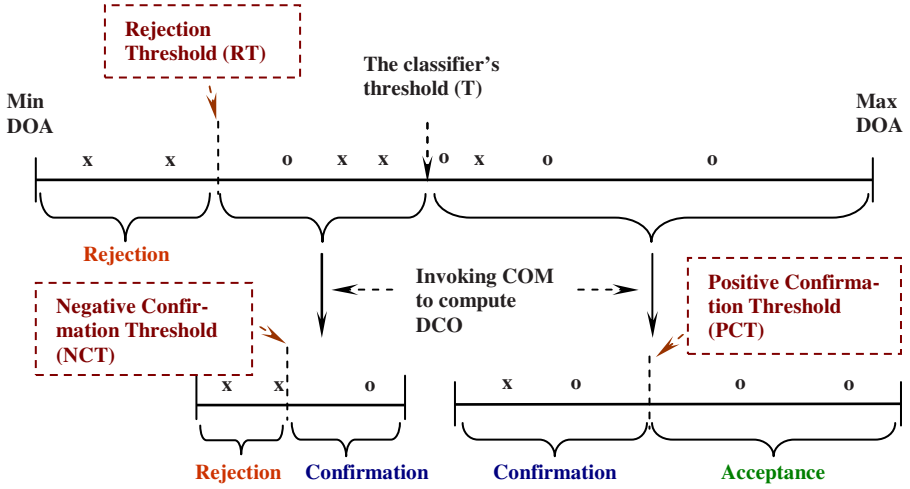 Rejection
Threshold (RT)
The classifier's
threshold (T)
Min
DOA
Max
DOA
x x o x x o x o o
Rejection
Invoking COM
to compute
DCO
Negative Confir-
mation Threshold
(NCT)
Positive Confirma-
tion Threshold
(PCT)
x x o x o o o
Rejection Confirmation Confirmation Acceptance